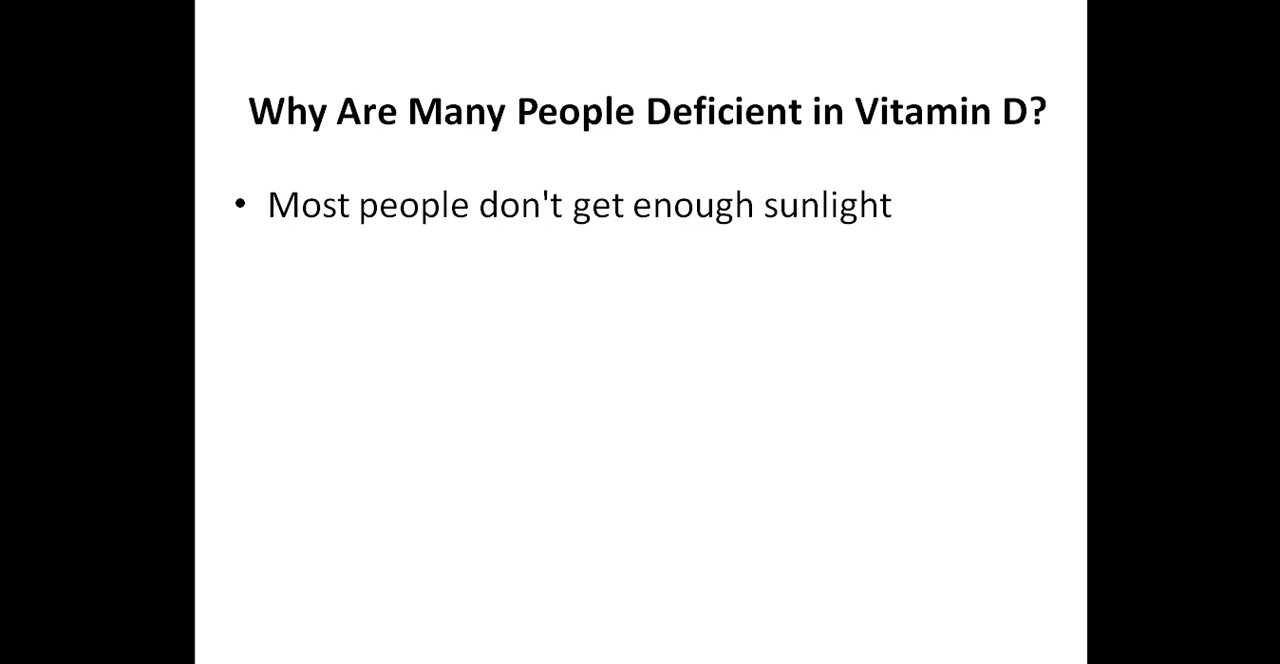 Why Are Many People Deficient in Vitamin D?
• Most people don't get enough sunlight